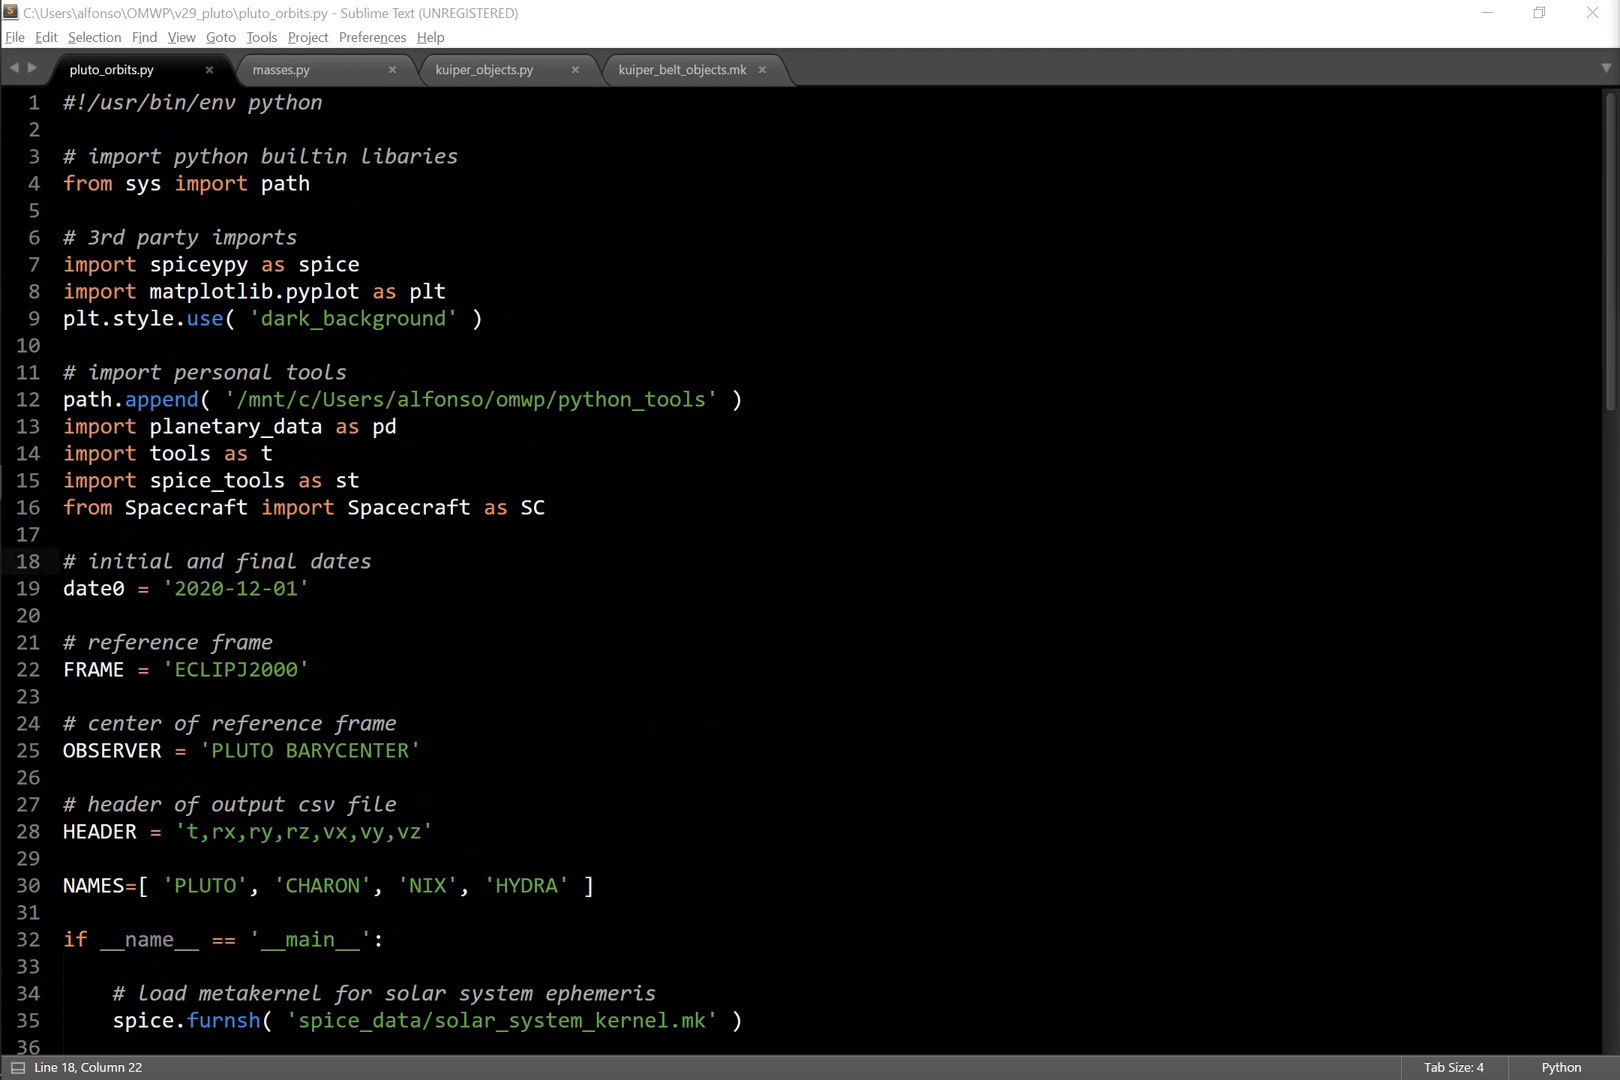 C:\Users\alfonso\OMWP\v29_pluto\pluto_orbits.py - Sublime Text (UNREGISTERED)
File Edit Selection Find View Goto Tools Project Preferences Help
pluto_orbits.py masses.py kuiper_objects.py kuiper_belt_objects.mk
1 #!/usr/bin/env python
2
3 # import python builtin libaries
4 from sys import path
5
6 # 3rd party imports
7 import spiceypy as spice
8 import matplotlib.pyplot as plt
9 plt.style.use( 'dark_background' )
10
11 # import personal tools
12 path.append( '/mnt/c/Users/alfonso/omwp/python_tools' )
13 import planetary_data as pd
14 import tools as t
15 import spice_tools as st
16 from Spacecraft import Spacecraft as SC
17
18 # initial and final dates
19 date0 = '2020-12-01'
20
21 # reference frame
22 FRAME = 'ECLIPJ2000'
23
24 # center of reference frame
25 OBSERVER = 'PLUTO BARYCENTER'
26
27 # header of output csv file
28 HEADER = 't,rx,ry,rz,vx,vy,vz'
29
30 NAMES=[ 'PLUTO', 'CHARON', 'NIX', 'HYDRA' ]
31
32 if __name__ == '__main__':
33
34 # load metakernel for solar system ephemeris
35 spice.furnsh( 'spice_data/solar_system_kernel.mk' )
36
Line 18, Column 22 Tab Size: 4 Python